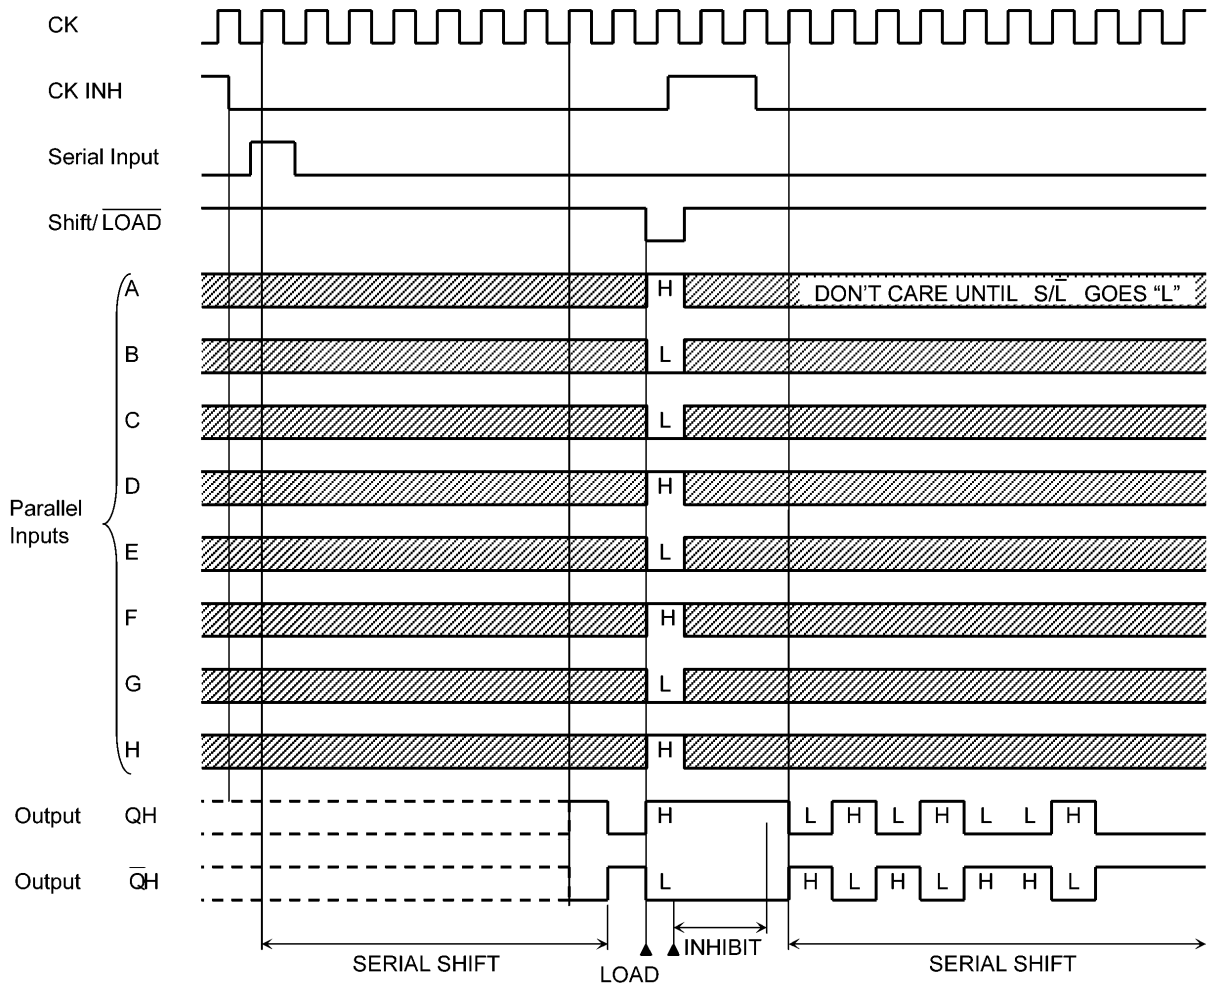 CK
CK INH
Serial Input
Shift/ LOAD
A H DON'T CARE UNTIL S/L GOES “L”
B L
C L
D H
Parallel
Inputs
E L
F H
G L
H H
Output QH H L H L H L L H
Output QH L H L H L H H L
INHIBIT
SERIAL SHIFT
LOAD
SERIAL SHIFT